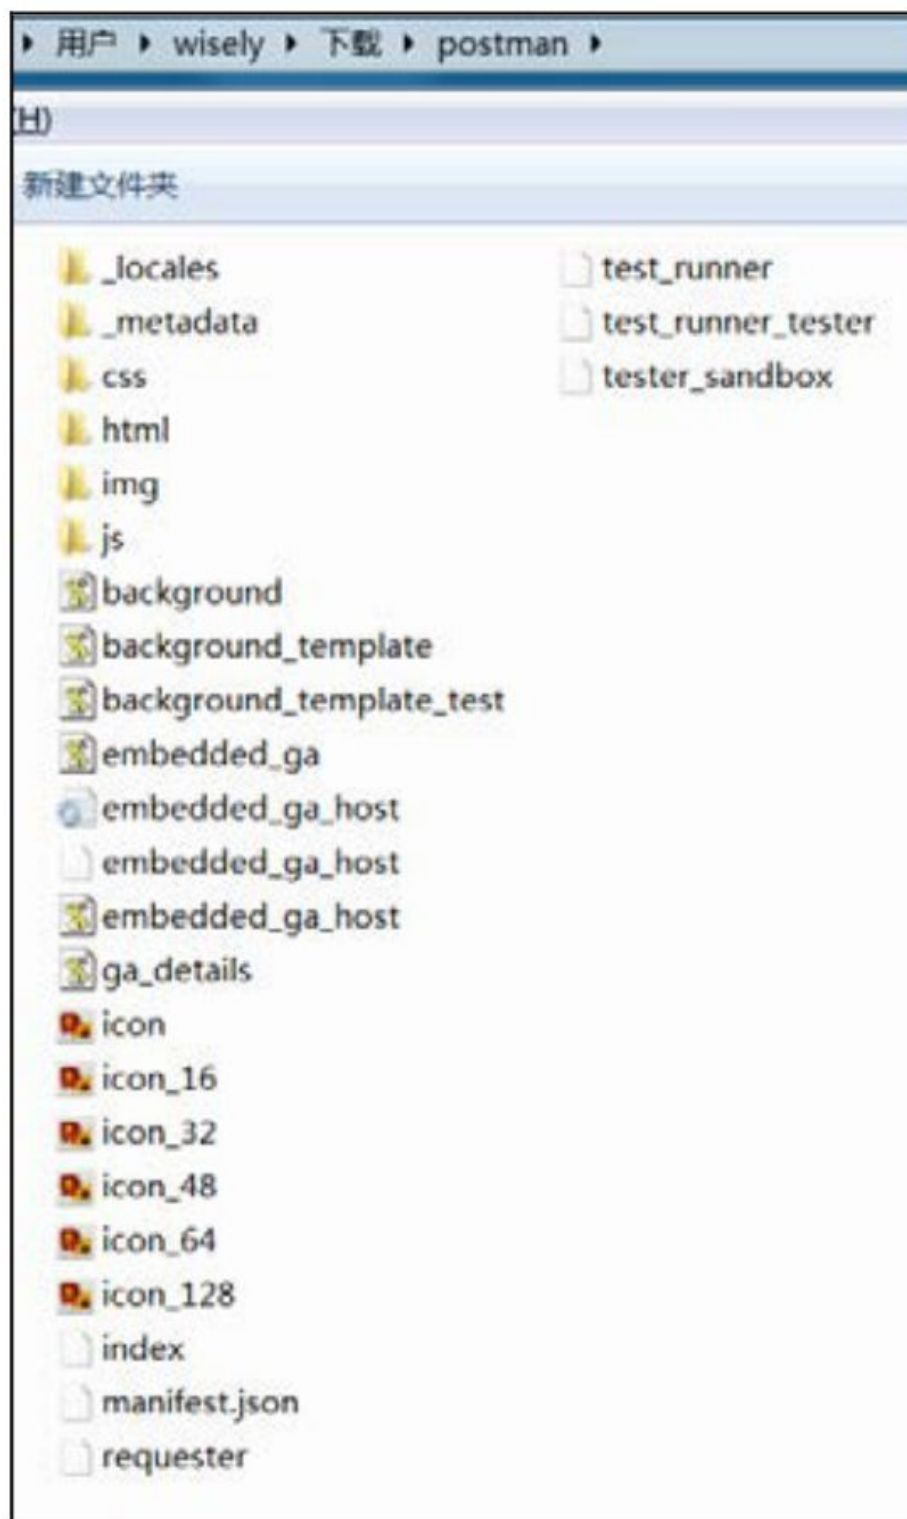 用户 wisely 下载 postman
(H)
新建文件夹
_locales
_metadata
css
html
img
js
background
background_template
background_template_test
embedded_ga
embedded_ga_host
embedded_ga_host
embedded_ga_host
ga_details
icon
icon_16
icon_32
icon_48
icon_64
icon_128
index
manifest.json
requester
test_runner
test_runner_tester
tester_sandbox